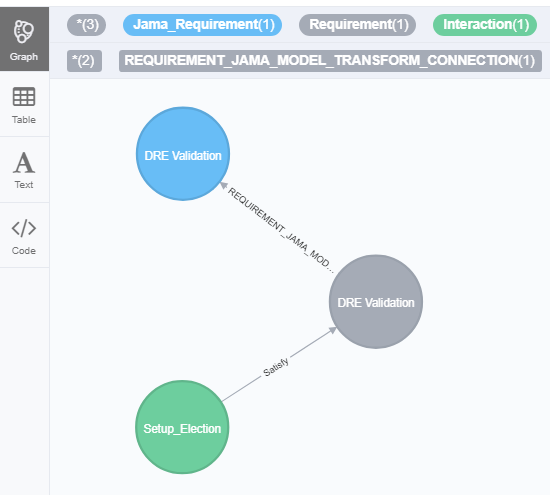 *(3) Jama_Requirement(1) Requirement(1) Interaction(1)
*(2) REQUIREMENT_JAMA_MODEL_TRANSFORM_CONNECTION(1)
Graph
Table
Text
Code
DRE Validation
REQUIREMENT_JAMA_MOD...
DRE Validation
Satisfy
Setup_Election